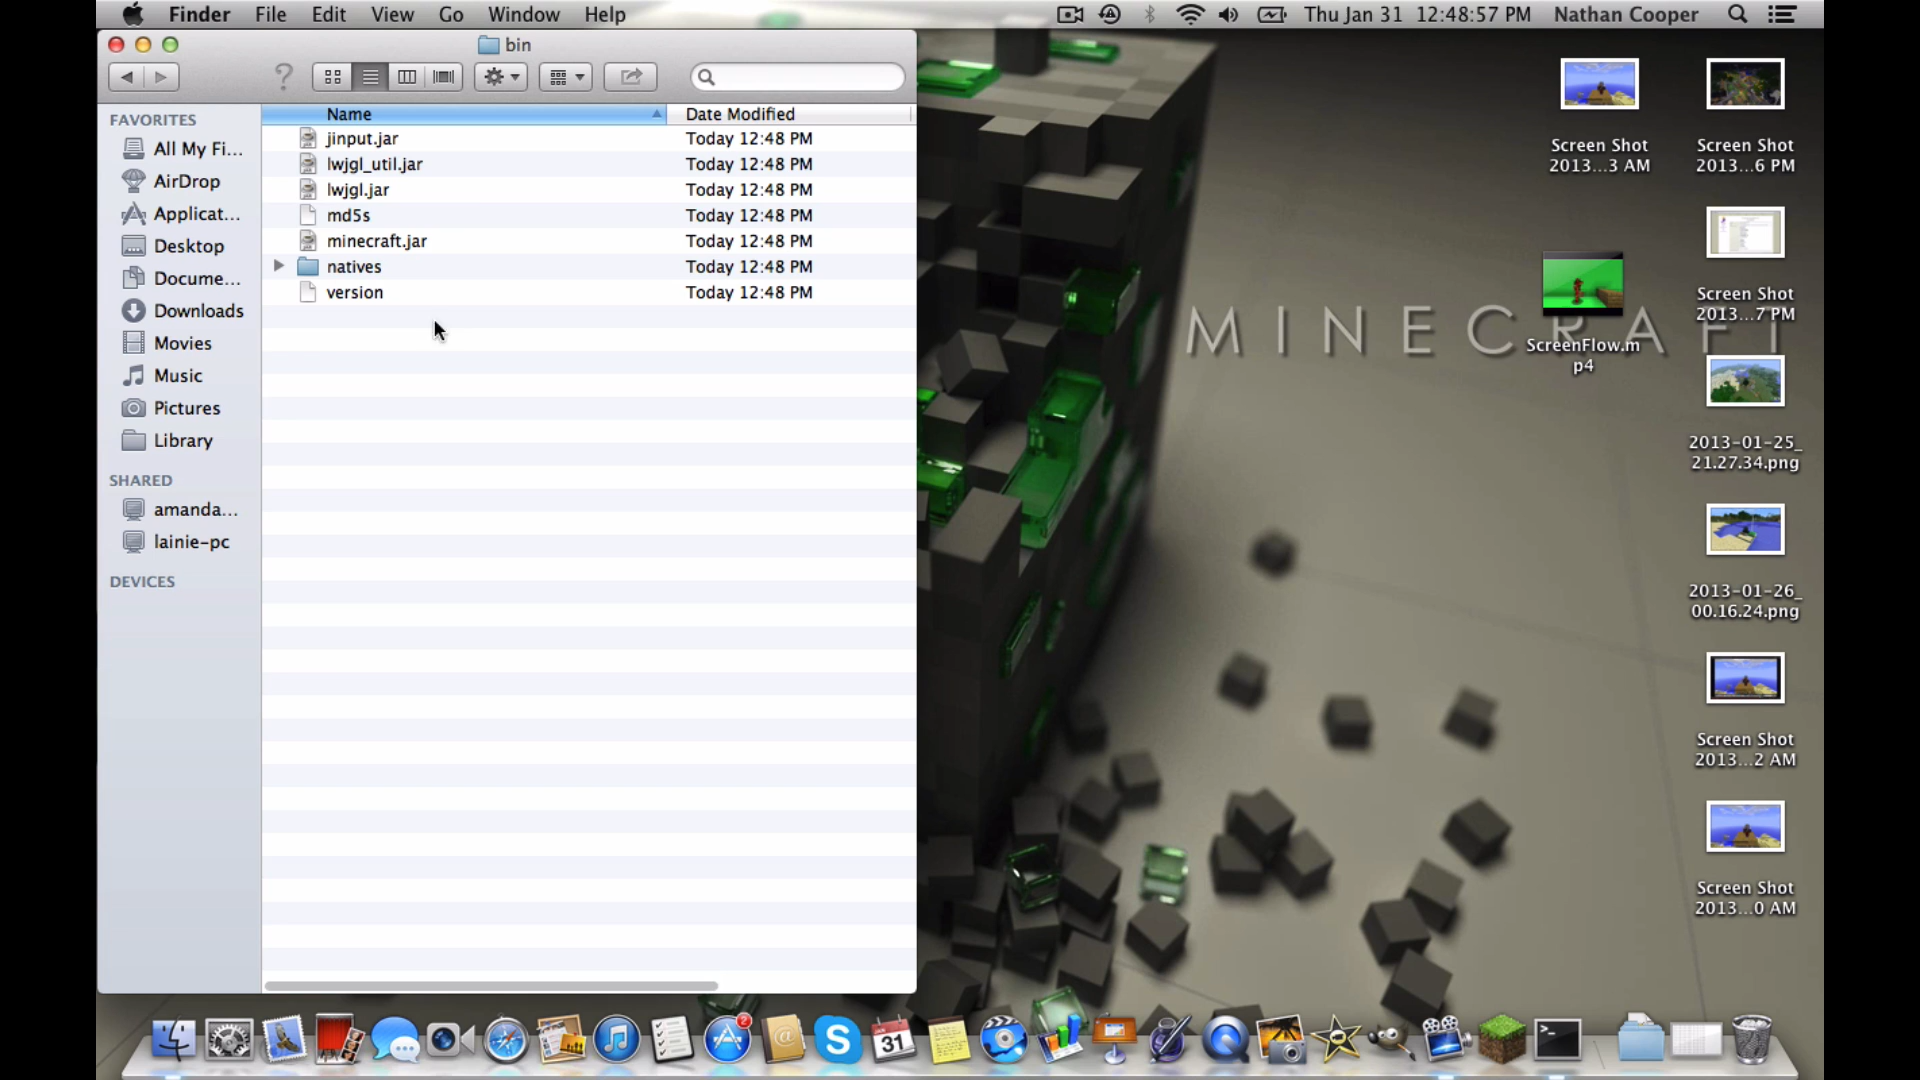 Finder File Edit View Go Window Help
Thu Jan 31 12:48:57 PM Nathan Cooper
bin
Name Date Modified
jinput.jar Today 12:48 PM
lwjgl_util.jar Today 12:48 PM
lwjgl.jar Today 12:48 PM
md5s Today 12:48 PM
minecraft.jar Today 12:48 PM
natives Today 12:48 PM
version Today 12:48 PM
FAVORITES
All My Fi...
AirDrop
Applicat...
Desktop
Docume...
Downloads
Movies
Music
Pictures
Library
SHARED
amanda...
lainie-pc
DEVICES
MINECRAFT
Screen Shot
2013...3 AM
ScreenFlow.m
p4
Screen Shot
2013...6 PM
Screen Shot
2013...7 PM
2013-01-25_
21.27.34.png
2013-01-26_
00.16.24.png
Screen Shot
2013...2 AM
Screen Shot
2013...0 AM
2
31